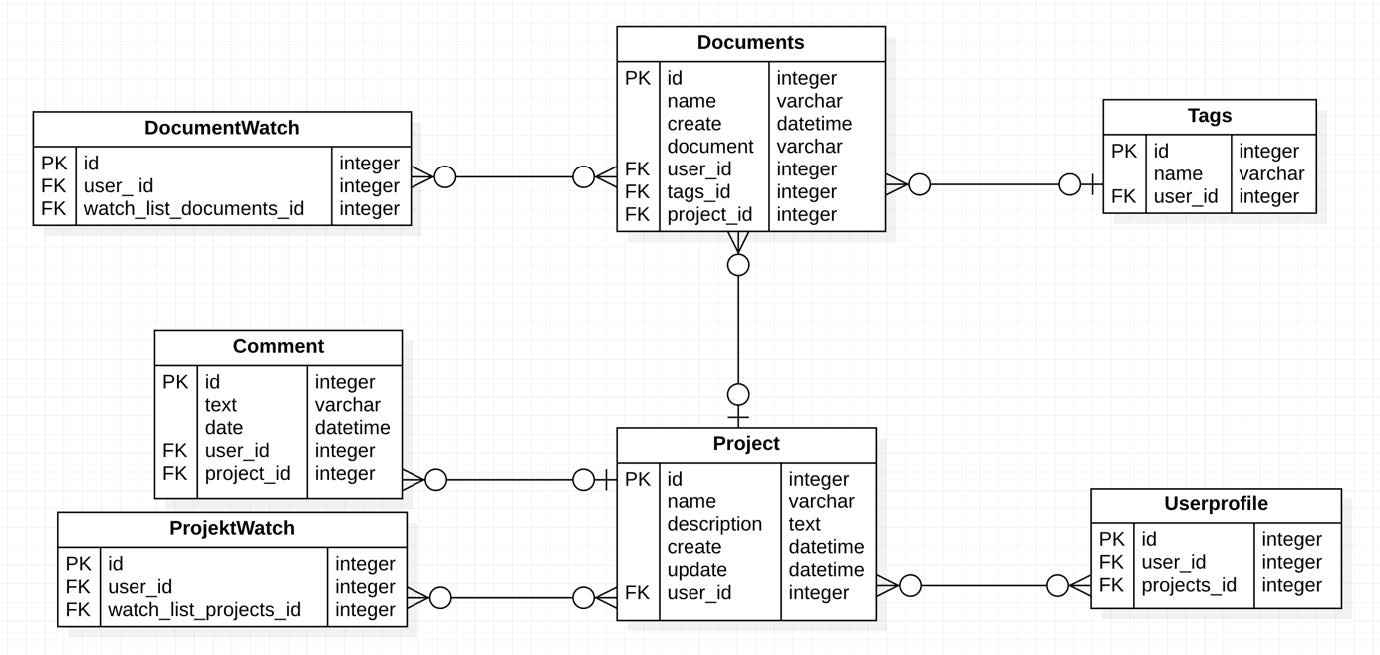 Documents
PK id integer
name varchar
create datetime
document varchar
FK user_id integer
FK tags_id integer
FK project_id integer
DocumentWatch
PK id integer
FK user_ id integer
FK watch_list_documents_id integer
Tags
PK id integer
name varchar
FK user_id integer
Comment
PK id integer
text varchar
date datetime
FK user_id integer
FK project_id integer
Project
PK id integer
name varchar
description text
create datetime
update datetime
FK user_id integer
ProjektWatch
PK id integer
FK user_id integer
FK watch_list_projects_id integer
Userprofile
PK id integer
FK user_id integer
FK projects_id integer